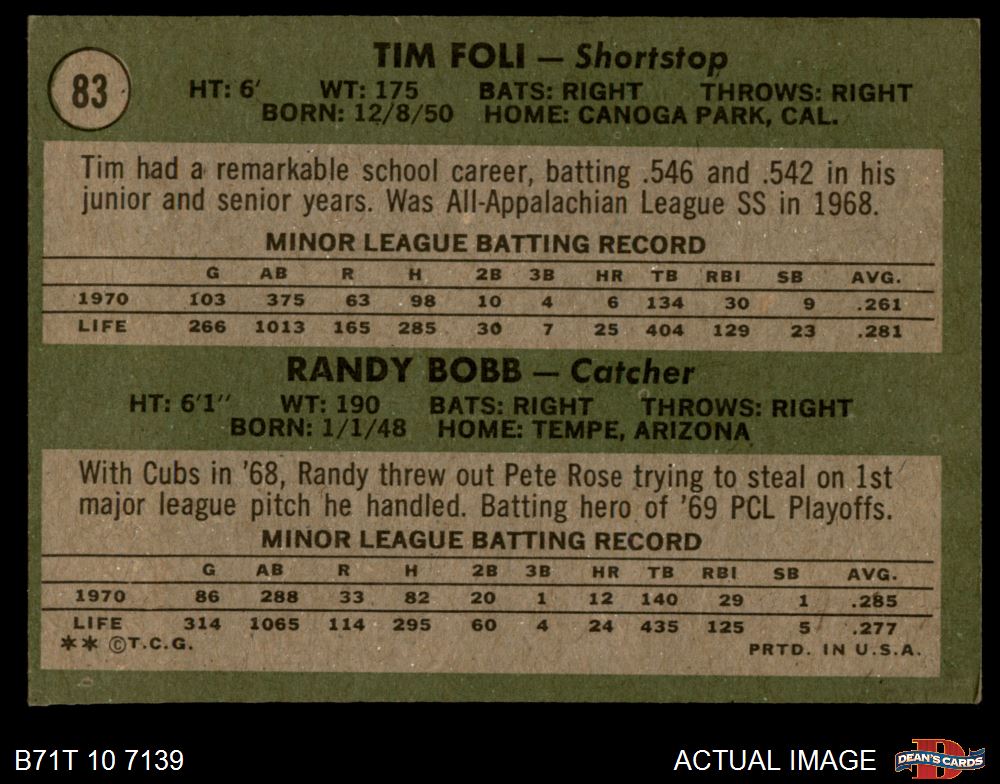 83
TIM FOLI — Shortstop
HT: 6' WT: 175 BATS: RIGHT THROWS: RIGHT
BORN: 12/8/50 HOME: CANOGA PARK, CAL.
Tim had a remarkable school career, batting .546 and .542 in his
junior and senior years. Was All-Appalachian League SS in 1968.
MINOR LEAGUE BATTING RECORD
G AB R H 2B 3B HR TB RBI SB AVG.
1970 103 375 63 98 10 4 6 134 30 9 .261
LIFE 266 1013 165 285 30 7 25 404 129 23 .281
RANDY BOBB — Catcher
HT: 6'1" WT: 190 BATS: RIGHT THROWS: RIGHT
BORN: 1/1/48 HOME: TEMPE, ARIZONA
With Cubs in '68, Randy threw out Pete Rose trying to steal on 1st
major league pitch he handled. Batting hero of '69 PCL Playoffs.
MINOR LEAGUE BATTING RECORD
G AB R H 2B 3B HR TB RBI SB AVG.
1970 86 288 33 82 20 1 12 140 29 1 .285
LIFE 314 1065 114 295 60 4 24 435 125 5 .277
** ©T.C.G. PRTD. IN U.S.A.
B71T 10 7139 ACTUAL IMAGE D DEAN'S CARDS